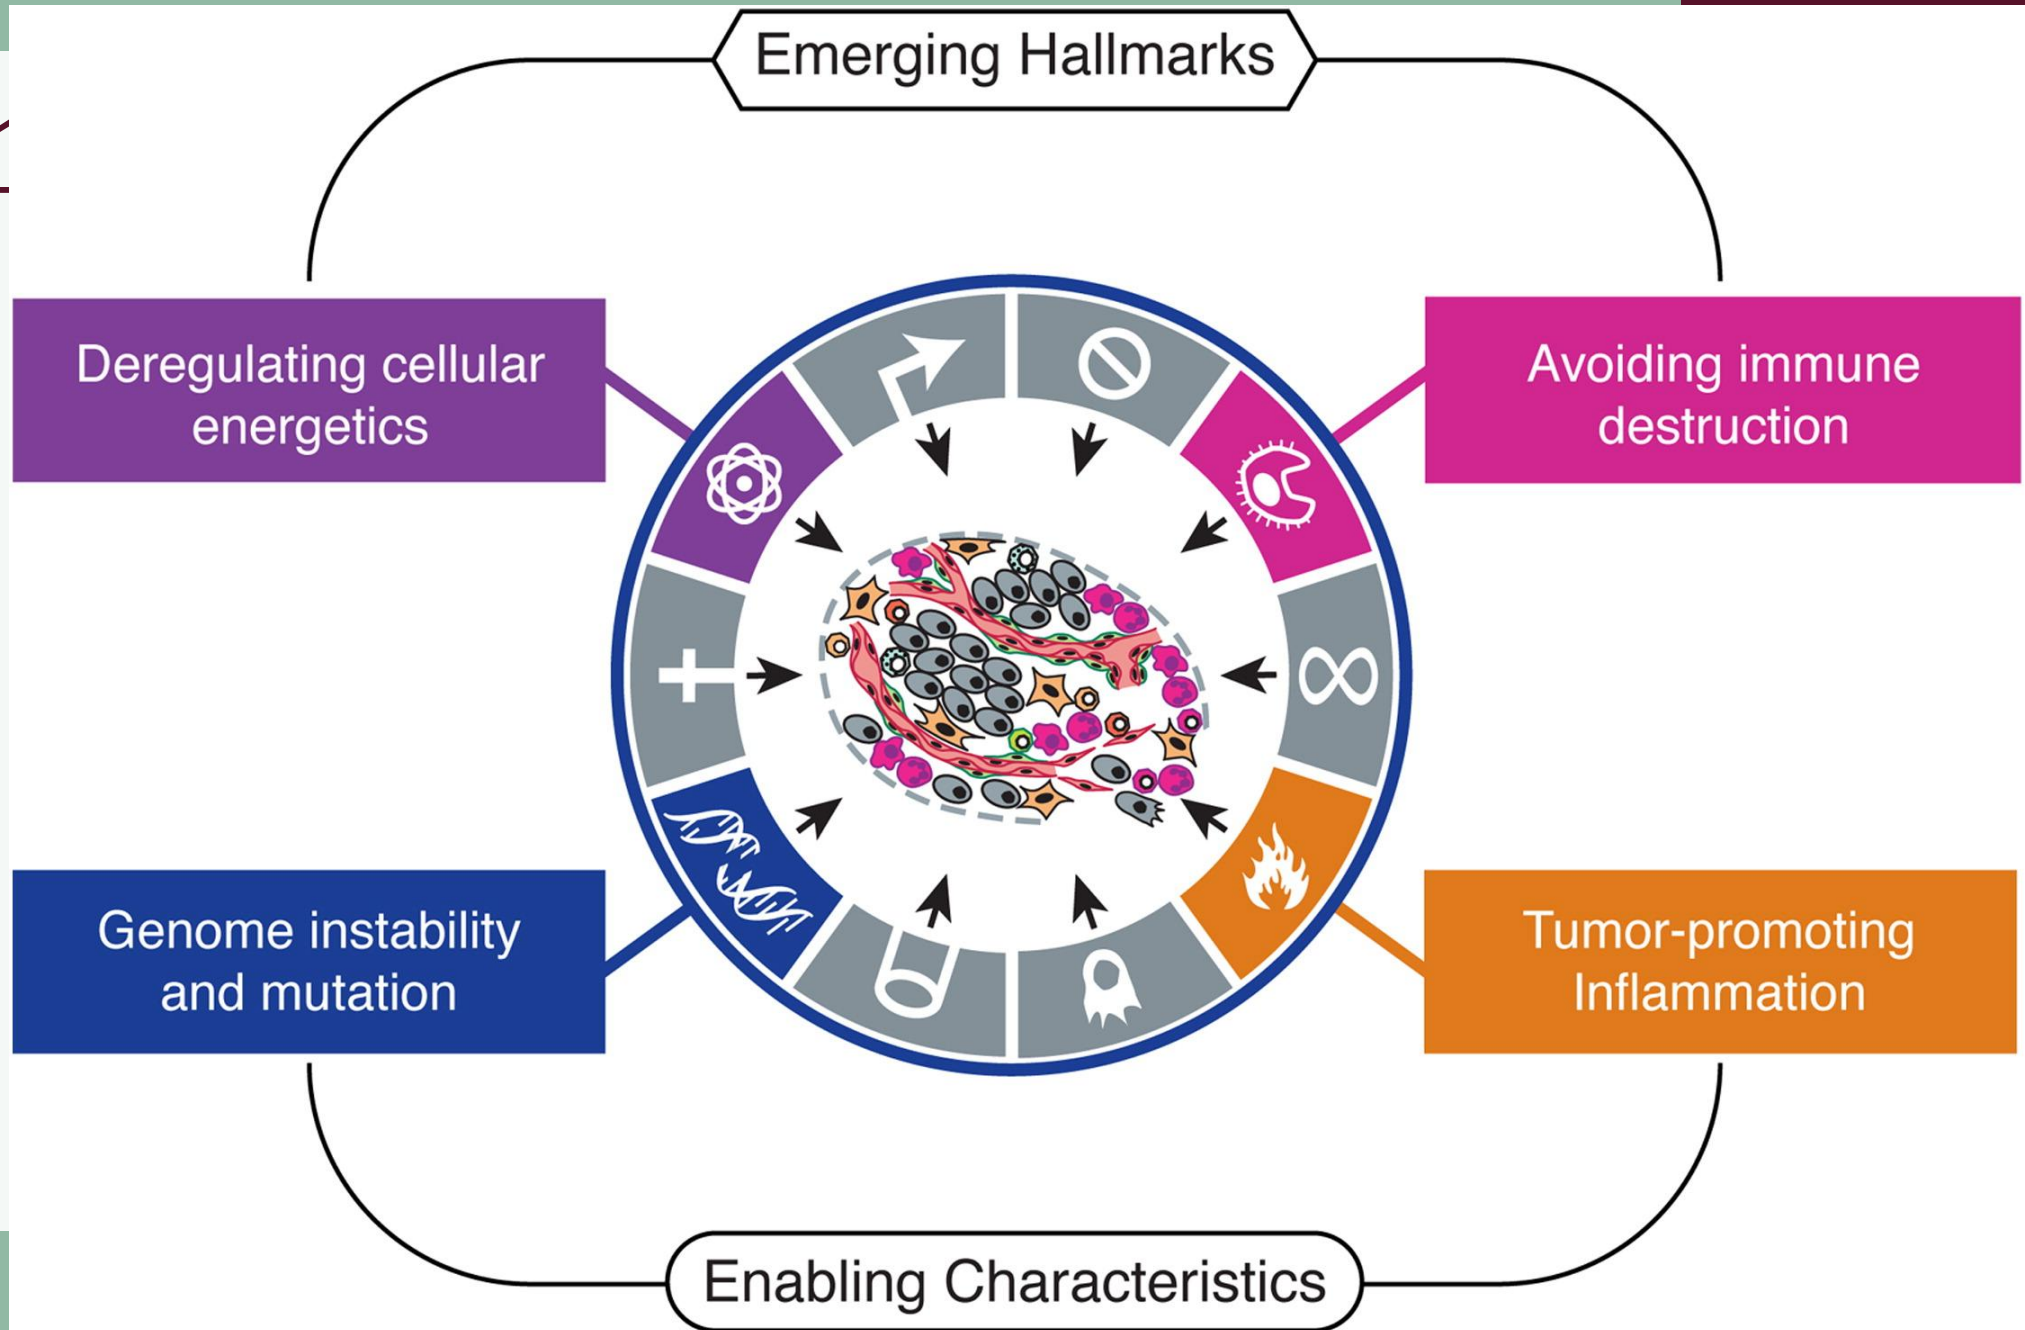 Emerging Hallmarks
Deregulating cellular
energetics
Avoiding immune
destruction
Genome instability
and mutation
Tumor-promoting
Inflammation
Enabling Characteristics